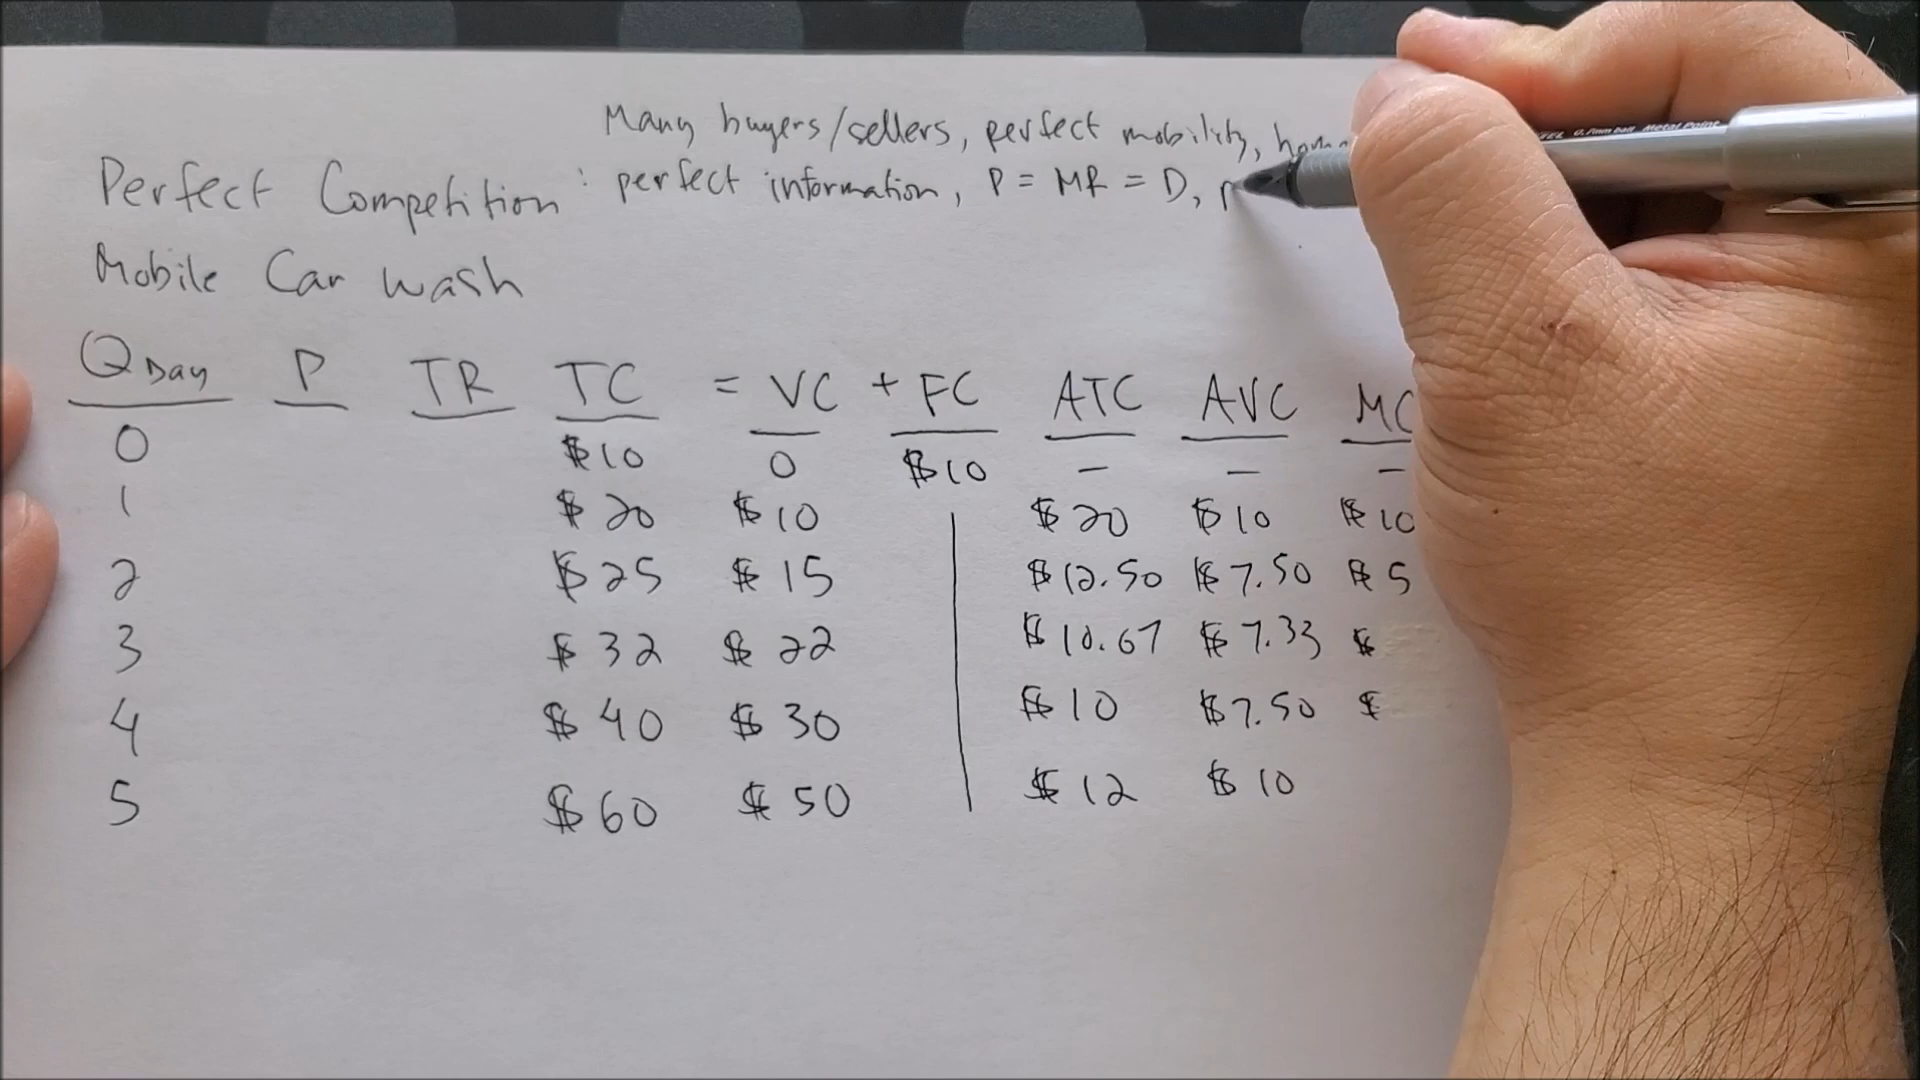 Many buyers/sellers, perfect mobility,
Perfect Competition : perfect information, P = MR = D,
Mobile Car Wash
Q Day P TR TC = VC + FC ATC AVC MC
0 $10 0 $10 – – –
1 $20 $10 $20 $10 $10
2 $25 $15 $12.50 $7.50 $5
3 $32 $22 $10.67 $7.33 $
4 $40 $30 $10 $7.50 $
5 $60 $50 $12 $10